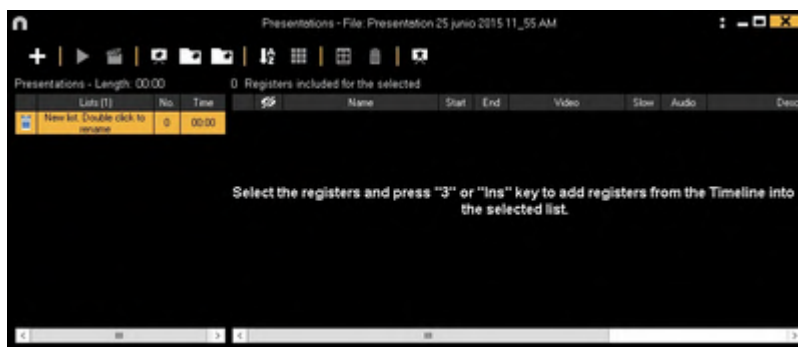 Presentations - File: Presentation 25 junio 2015 11_55 AM
Presentations - Length: 00:00
0 Registers included for the selected
Lists (1) No. Time
Name Start End Video Slow Audio Desc
New list. Double click to
rename
0 00:00
Select the registers and press "3" or "Ins" key to add registers from the Timeline into
the selected list.